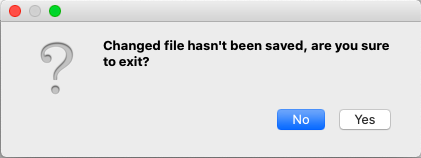 Changed file hasn't been saved, are you sure
to exit?
No Yes